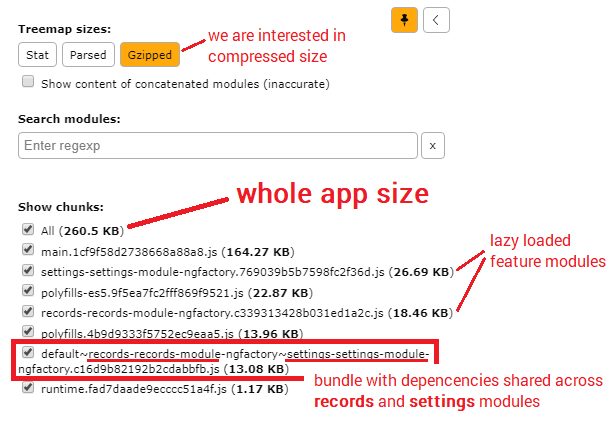 Treemap sizes:
<
we are interested in
compressed size
Stat Parsed Gzipped
Show content of concatenated modules (inaccurate)
Search modules:
Enter regexp x
whole app size
Show chunks:
All (260.5 KB)
main.1cf9f58d2738668a88a8.js (164.27 KB)
lazy loaded
feature modules
settings-settings-module-ngfactory.769039b5b7598fc2f36d.js (26.69 KB)
polyfills-es5.9f5ea7fc2fff869f9521.js (22.87 KB)
records-records-module-ngfactory.c339313428b031ed1a2c.js (18.46 KB)
polyfills.4b9d9333f5752ec9eaa5.js (13.96 KB)
default~records-records-module-ngfactory~settings-settings-module-
ngfactory.c16d9b82192b2cdabbfb.js (13.08 KB)
runtime.fad7daade9ecccc51a4f.js (1.17 KB)
bundle with depencencies shared across
records and settings modules